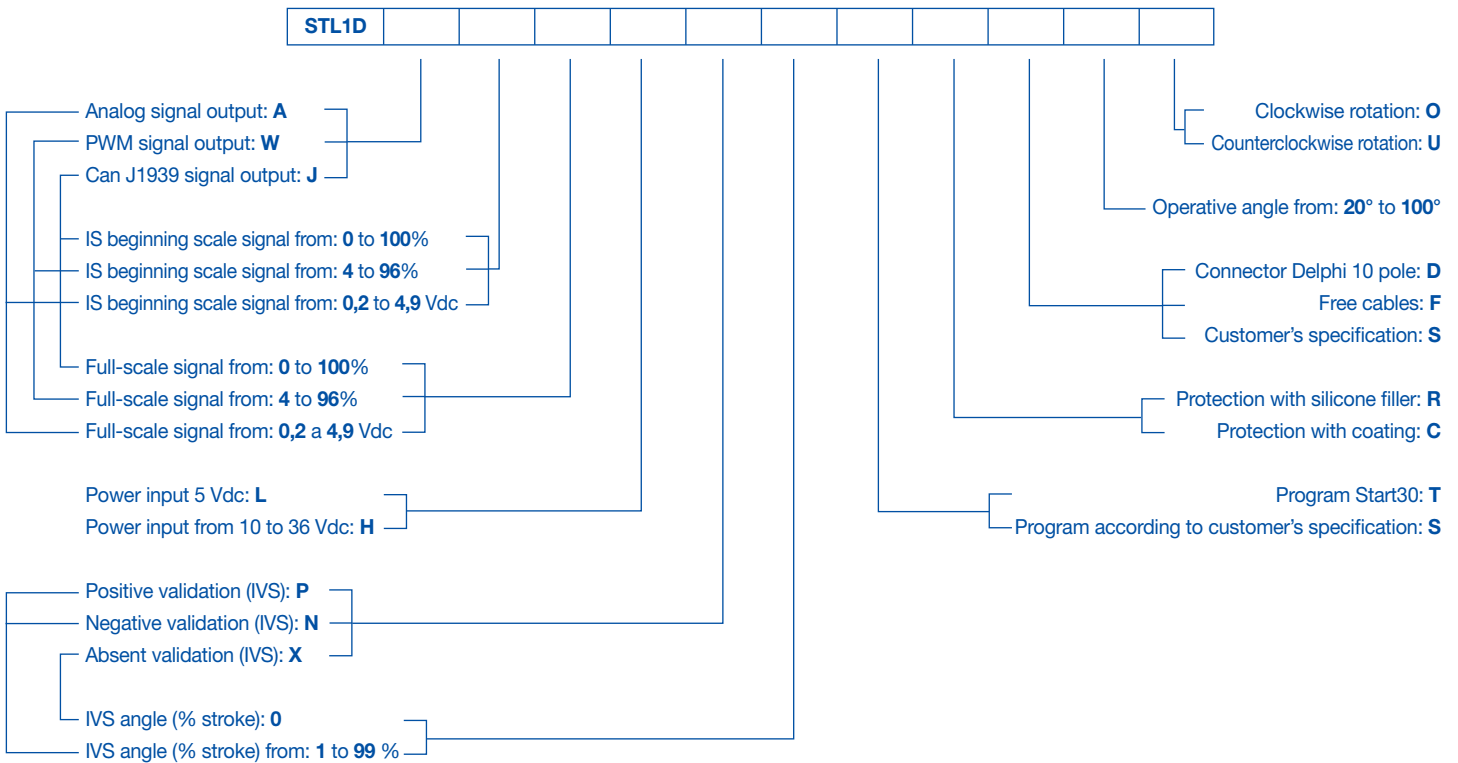 STL1D
Analog signal output: A
PWM signal output: W
Can J1939 signal output: J
IS beginning scale signal from: 0 to 100%
IS beginning scale signal from: 4 to 96%
IS beginning scale signal from: 0,2 to 4,9 Vdc
Full-scale signal from: 0 to 100%
Full-scale signal from: 4 to 96%
Full-scale signal from: 0,2 a 4,9 Vdc
Power input 5 Vdc: L
Power input from 10 to 36 Vdc: H
Positive validation (IVS): P
Negative validation (IVS): N
Absent validation (IVS): X
IVS angle (% stroke): 0
IVS angle (% stroke) from: 1 to 99 %
Clockwise rotation: O
Counterclockwise rotation: U
Operative angle from: 20° to 100°
Connector Delphi 10 pole: D
Free cables: F
Customer’s specification: S
Protection with silicone filler: R
Protection with coating: C
Program Start30: T
Program according to customer’s specification: S